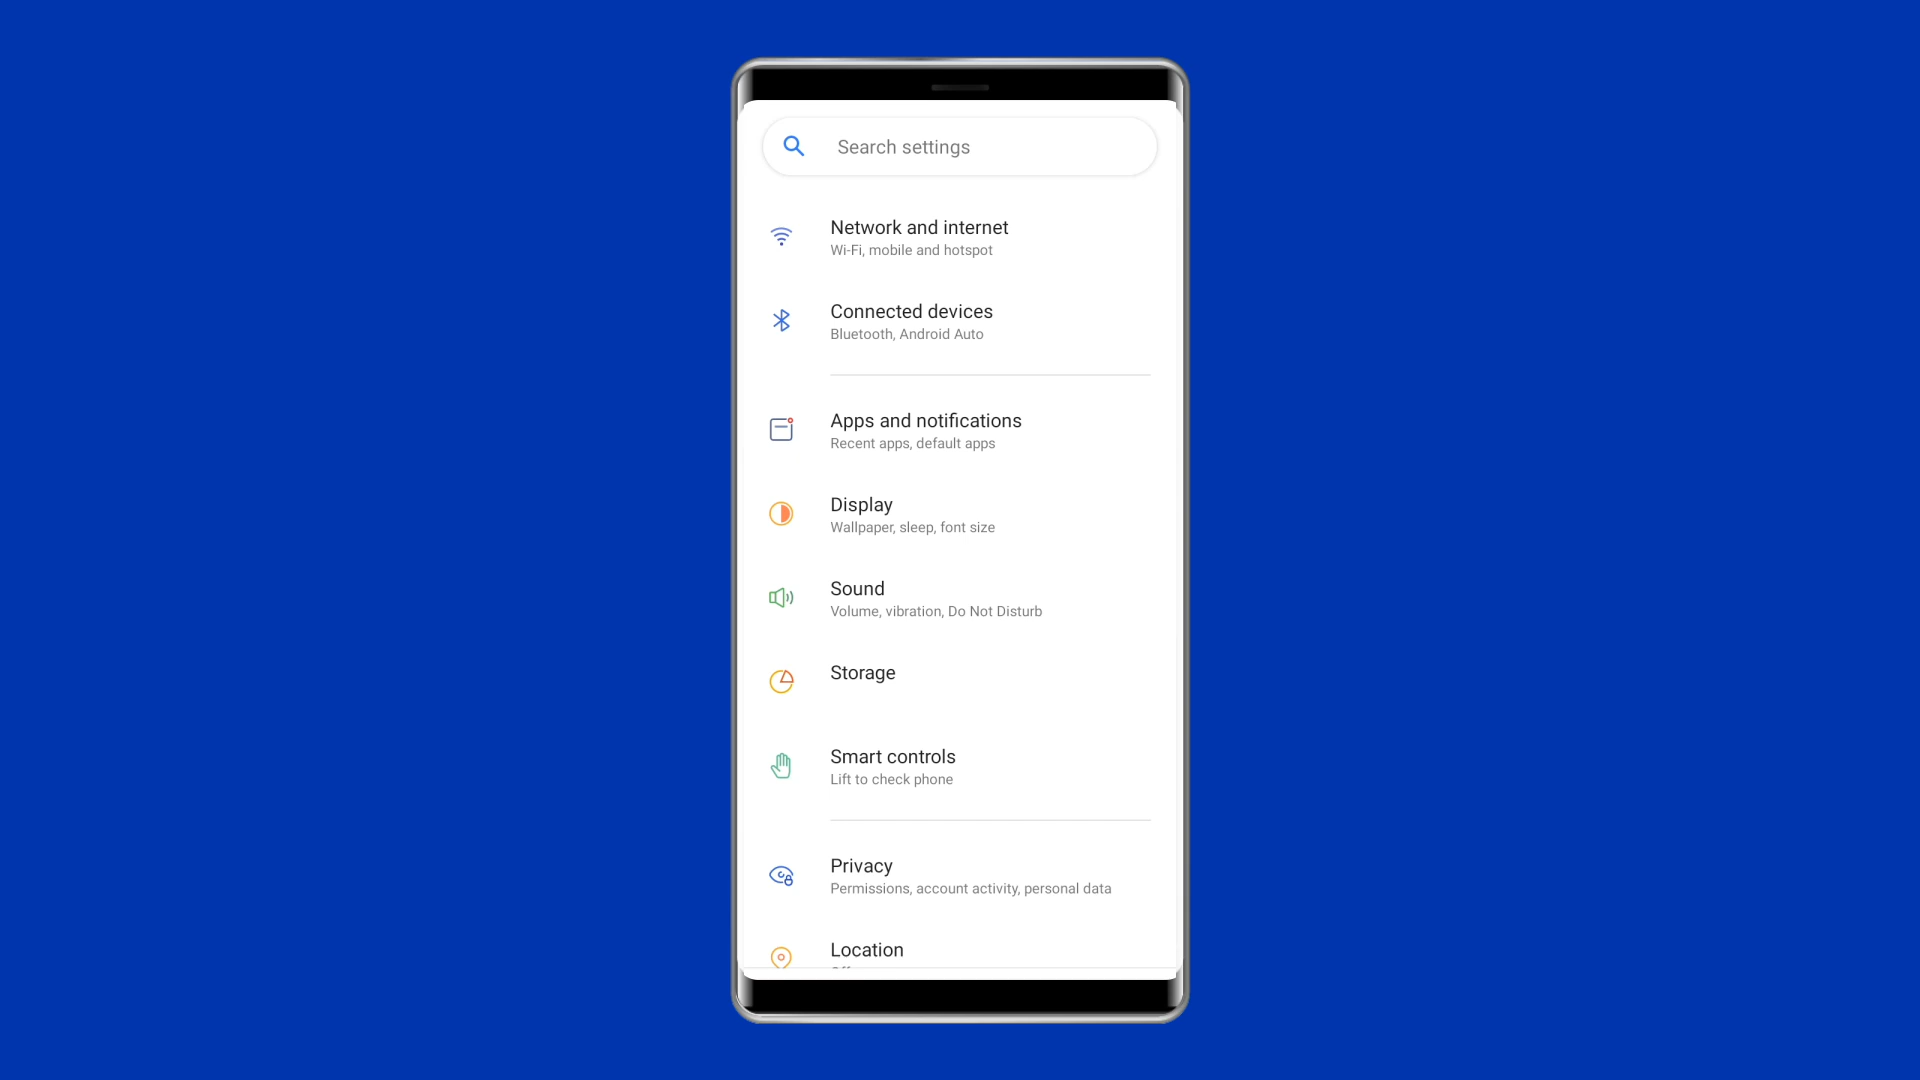 Search settings
Network and internet
Wi-Fi, mobile and hotspot
Connected devices
Bluetooth, Android Auto
Apps and notifications
Recent apps, default apps
Display
Wallpaper, sleep, font size
Sound
Volume, vibration, Do Not Disturb
Storage
Smart controls
Lift to check phone
Privacy
Permissions, account activity, personal data
Location